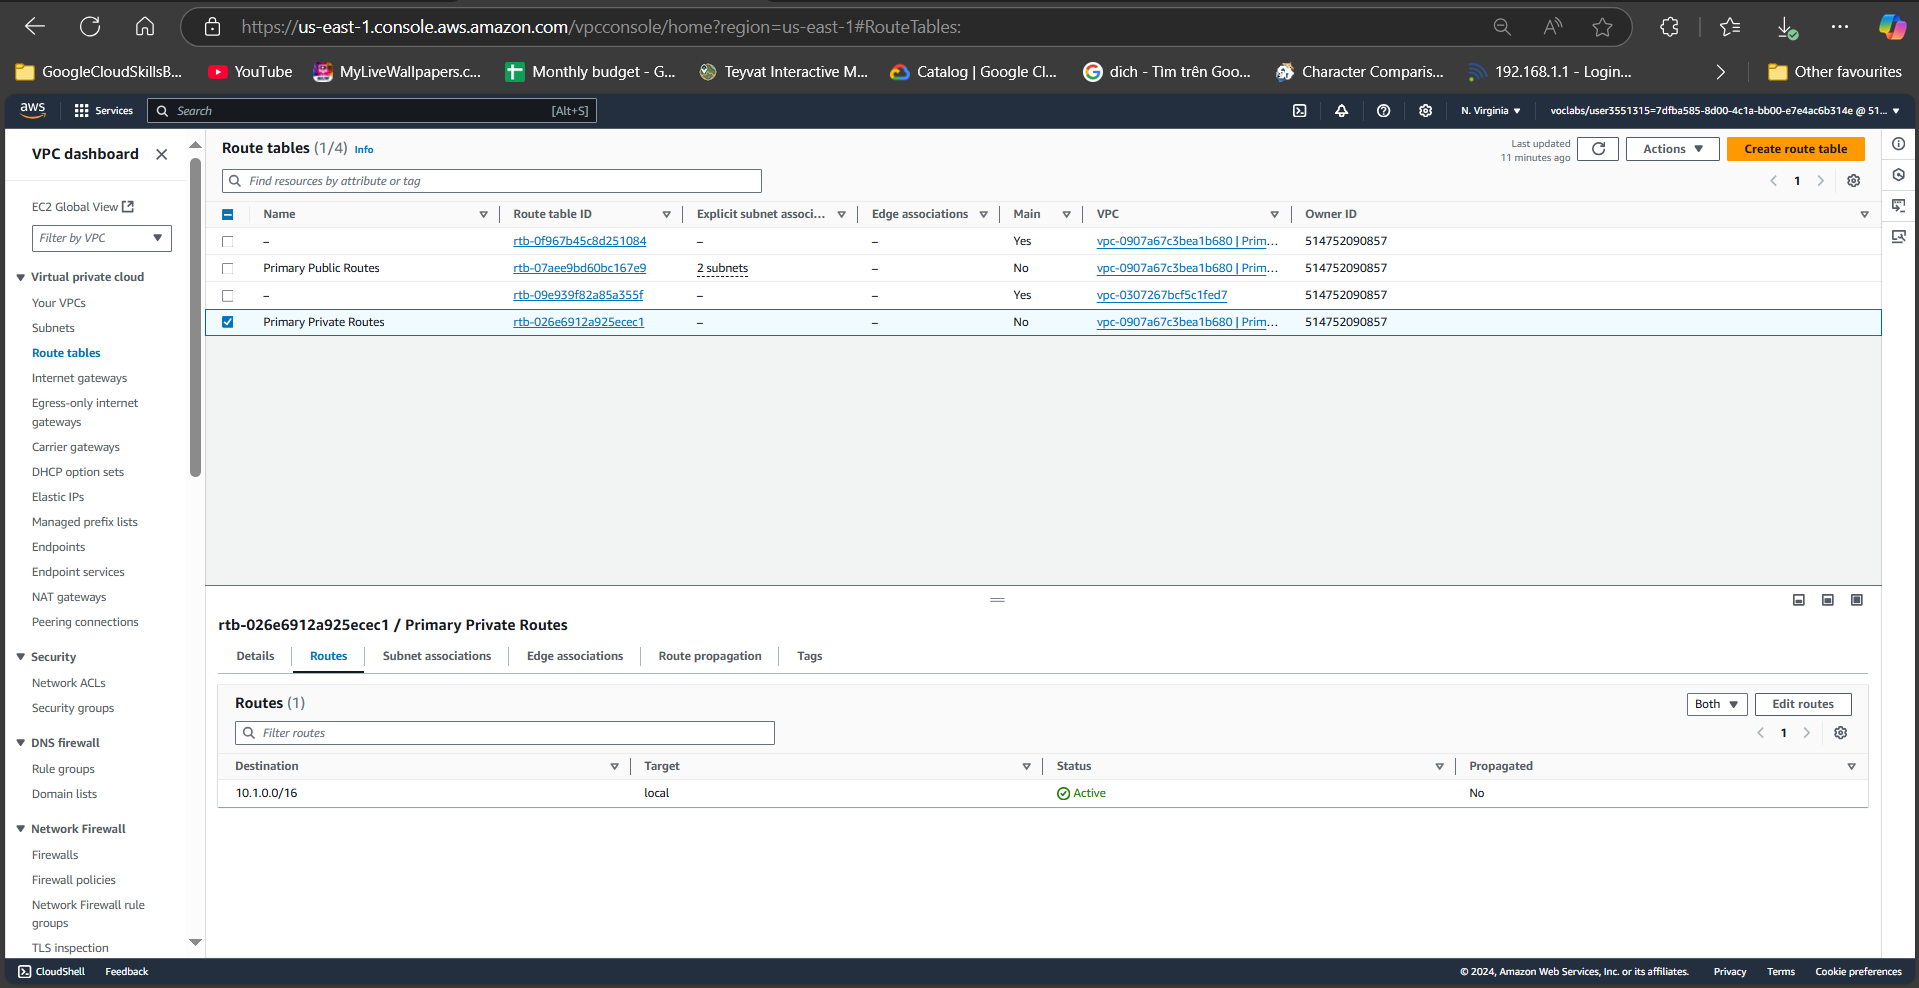 https://us-east-1.console.aws.amazon.com/vpcconsole/home?region=us-east-1#RouteTables:
GoogleCloudSkillsB... YouTube MyLiveWallpapers.c... Monthly budget - G... Teyvat Interactive M... Catalog | Google Cl... dich - Tìm trên Goo... Character Comparis... 192.168.1.1 - Login... Other favourites
aws Services Search [Alt+S] N. Virginia voclabs/user3551315=7dfba585-8d00-4c1a-bb00-e7e4ac6b314e @ 51...
VPC dashboard
EC2 Global View
Filter by VPC
Virtual private cloud
Your VPCs
Subnets
Route tables
Internet gateways
Egress-only internet
gateways
Carrier gateways
DHCP option sets
Elastic IPs
Managed prefix lists
Endpoints
Endpoint services
NAT gateways
Peering connections
Security
Network ACLs
Security groups
DNS firewall
Rule groups
Domain lists
Network Firewall
Firewalls
Firewall policies
Network Firewall rule
groups
TLS inspection
Route tables (1/4) Info
Last updated
11 minutes ago
Actions
Create route table
Find resources by attribute or tag
1
Name Route table ID Explicit subnet associ... Edge associations Main VPC Owner ID
– rtb-0f967b45c8d251084 – – Yes vpc-0907a67c3bea1b680 | Prim... 514752090857
Primary Public Routes rtb-07aee9bd60bc167e9 2 subnets – No vpc-0907a67c3bea1b680 | Prim... 514752090857
– rtb-09e939f82a85a355f – – Yes vpc-0307267bcf5c1fed7 514752090857
Primary Private Routes rtb-026e6912a925ecec1 – – No vpc-0907a67c3bea1b680 | Prim... 514752090857
rtb-026e6912a925ecec1 / Primary Private Routes
Details Routes Subnet associations Edge associations Route propagation Tags
Routes (1)
Both Edit routes
Filter routes
1
Destination Target Status Propagated
10.1.0.0/16 local Active No
CloudShell Feedback © 2024, Amazon Web Services, Inc. or its affiliates. Privacy Terms Cookie preferences